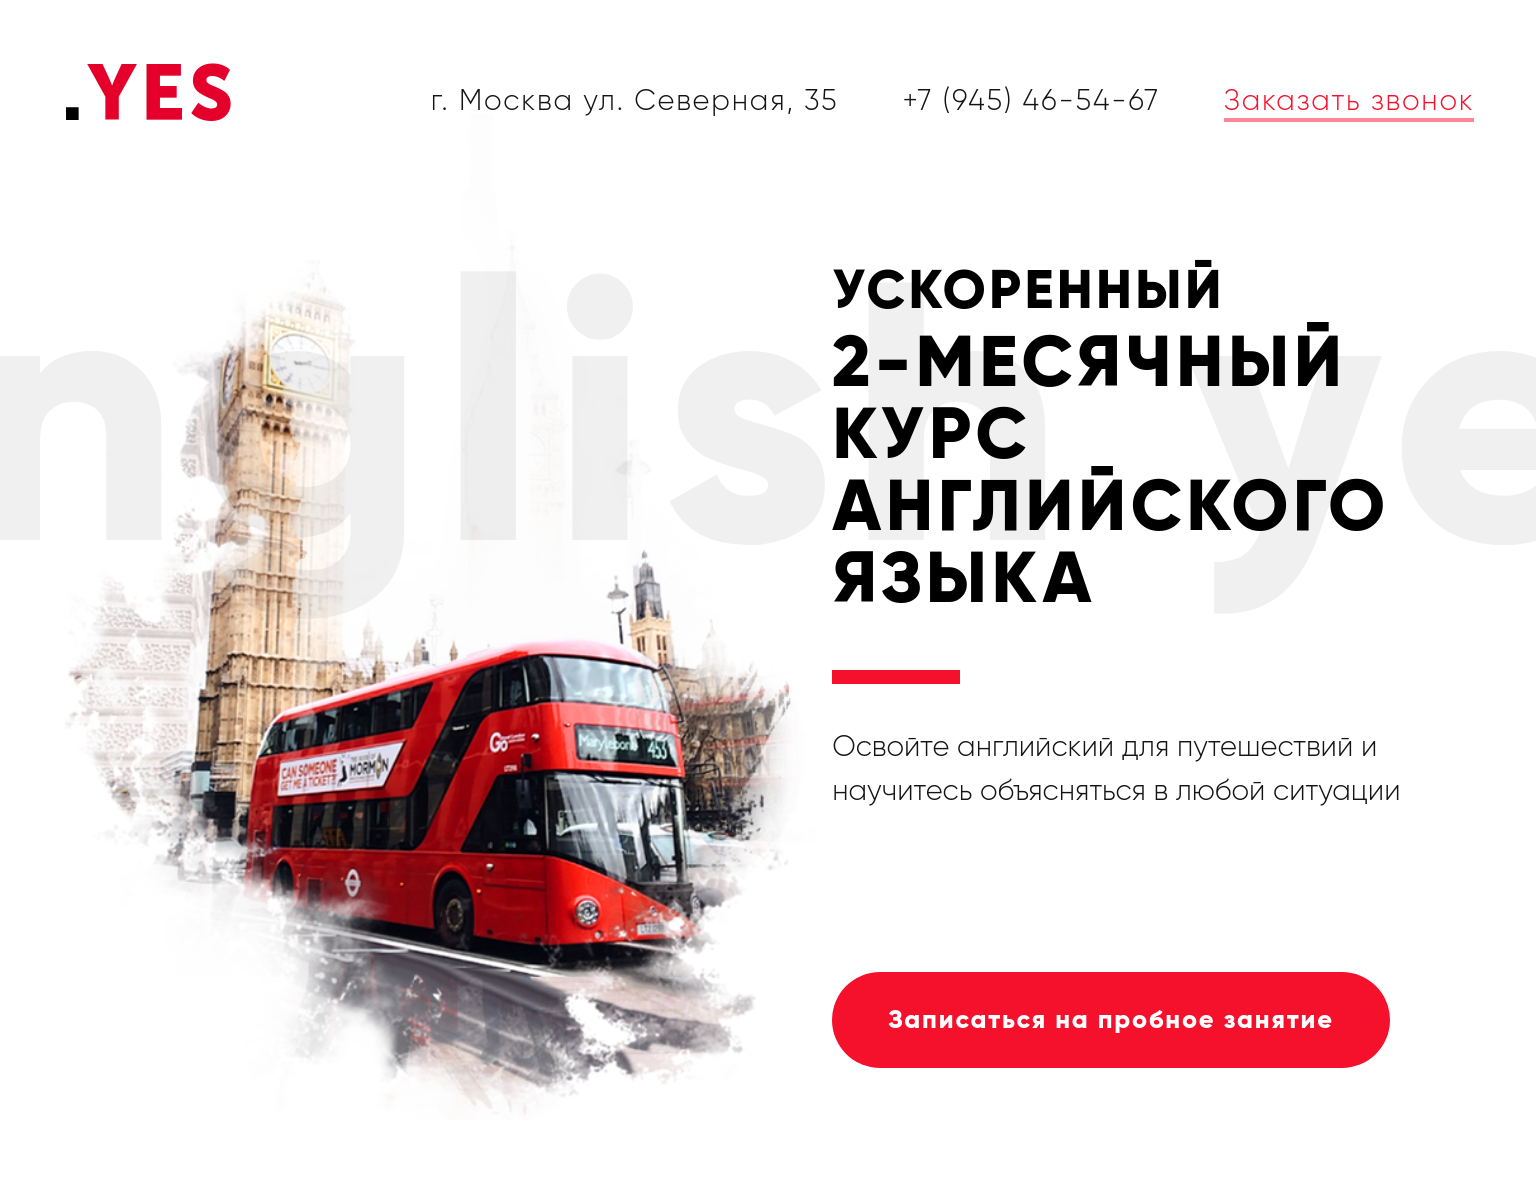 .YES
г. Москва ул. Северная, 35
+7 (945) 46-54-67
Заказать звонок
nglish ye
УСКОРЕННЫЙ
2-МЕСЯЧНЫЙ
КУРС
АНГЛИЙСКОГО
ЯЗЫКА
Освойте английский для путешествий и
научитесь объясняться в любой ситуации
Marylebone 453
Go
CAN SOMEONE
GET ME A TICKET?
MORMON
Записаться на пробное занятие